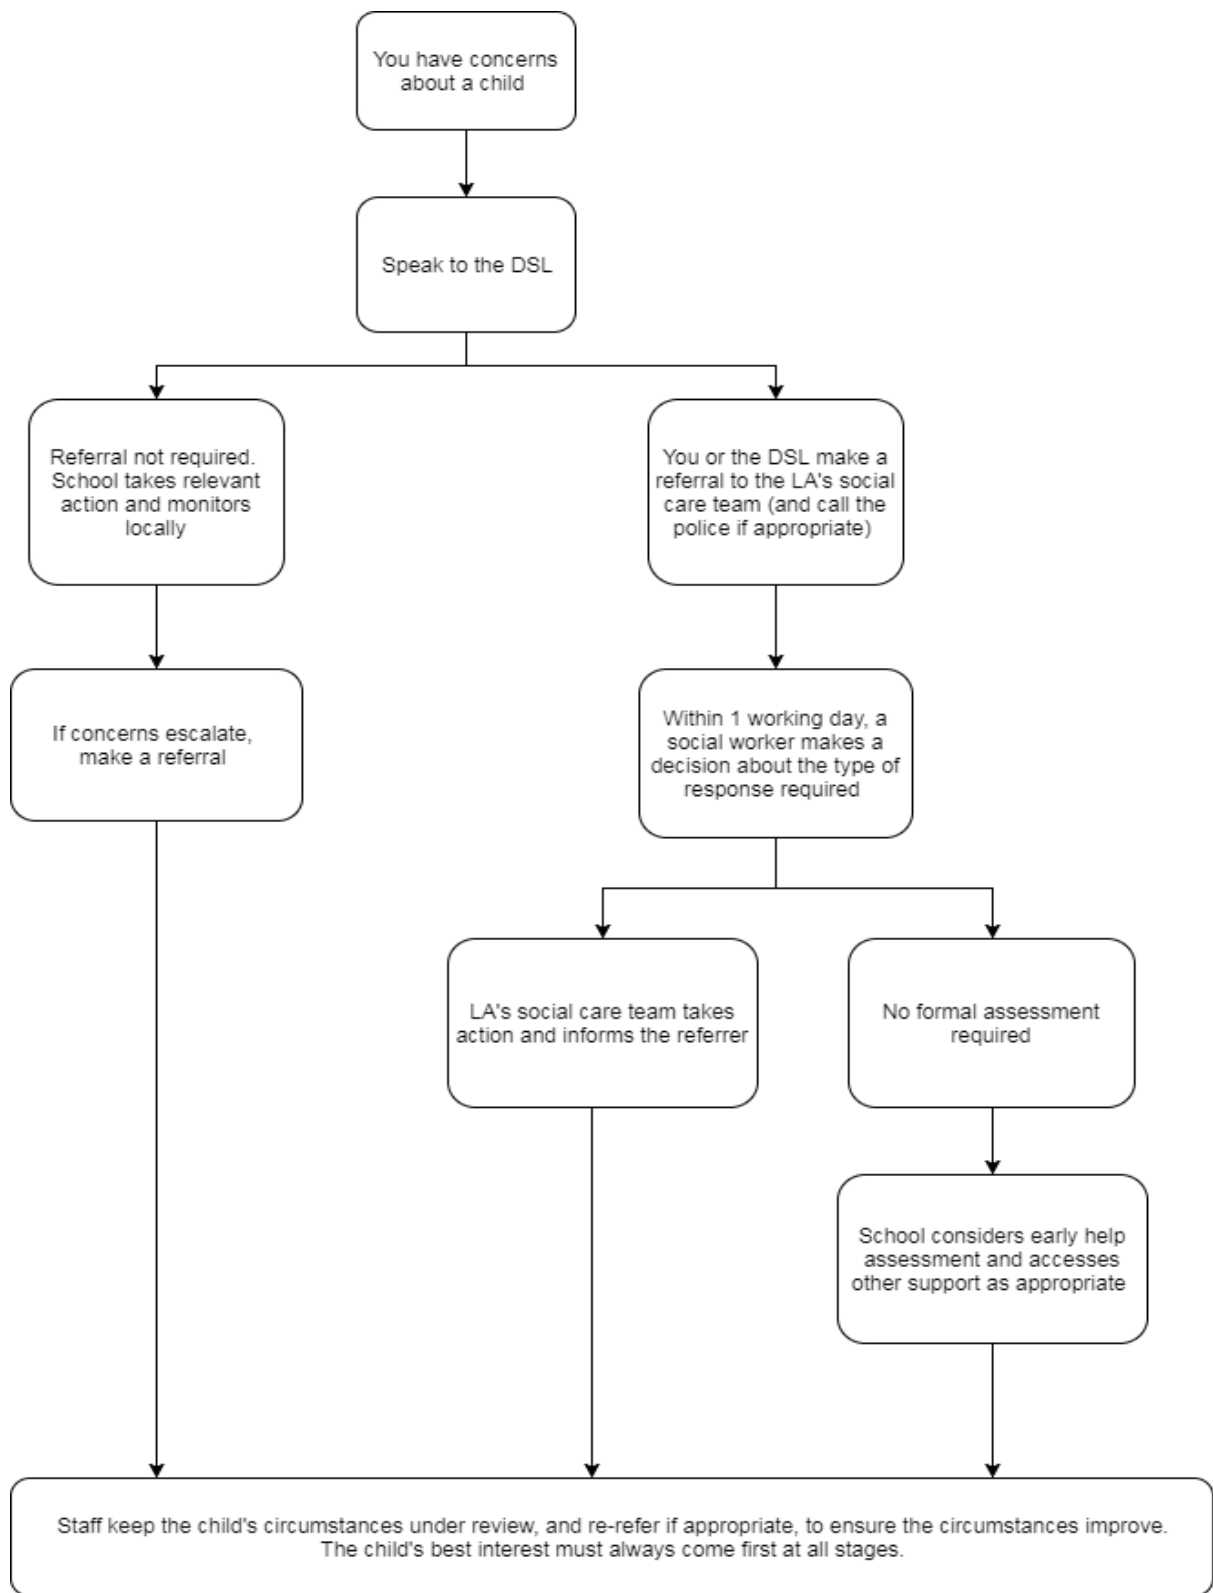 You have concerns
about a child
Speak to the DSL
Referral not required.
School takes relevant
action and monitors
locally
You or the DSL make a
referral to the LA's social
care team (and call the
police if appropriate)
If concerns escalate,
make a referral
Within 1 working day, a
social worker makes a
decision about the type of
response required
LA's social care team takes
action and informs the referrer
No formal assessment
required
School considers early help
assessment and accesses
other support as appropriate
Staff keep the child's circumstances under review, and re-refer if appropriate, to ensure the circumstances improve.
The child's best interest must always come first at all stages.